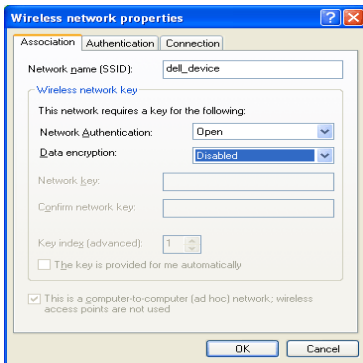 Wireless network properties
Association Authentication Connection
Network name (SSID): dell_device
Wireless network key
This network requires a key for the following:
Network Authentication: Open
Data encryption: Disabled
Network key:
Confirm network key:
Key index (advanced): 1
The key is provided for me automatically
This is a computer-to-computer (ad hoc) network; wireless
access points are not used
OK Cancel